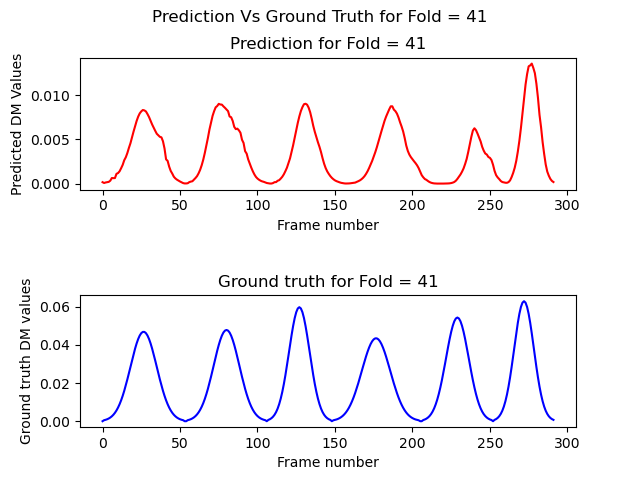 Prediction Vs Ground Truth for Fold = 41
Prediction for Fold = 41
Predicted DM Values
0.010
0.005
0.000
0 50 100 150 200 250 300
Frame number
Ground truth for Fold = 41
Ground truth DM values
0.06
0.04
0.02
0.00
0 50 100 150 200 250 300
Frame number